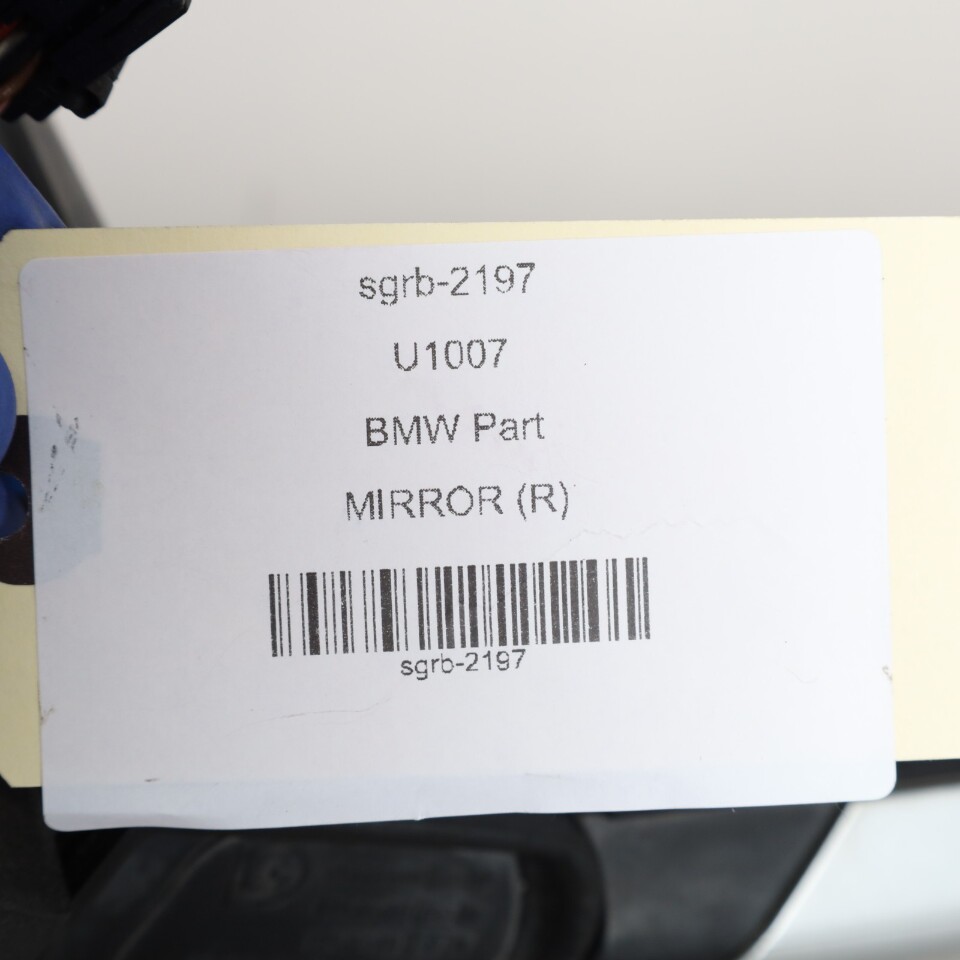 sgrb-2197
U1007
BMW Part
MIRROR (R)
sgrb-2197